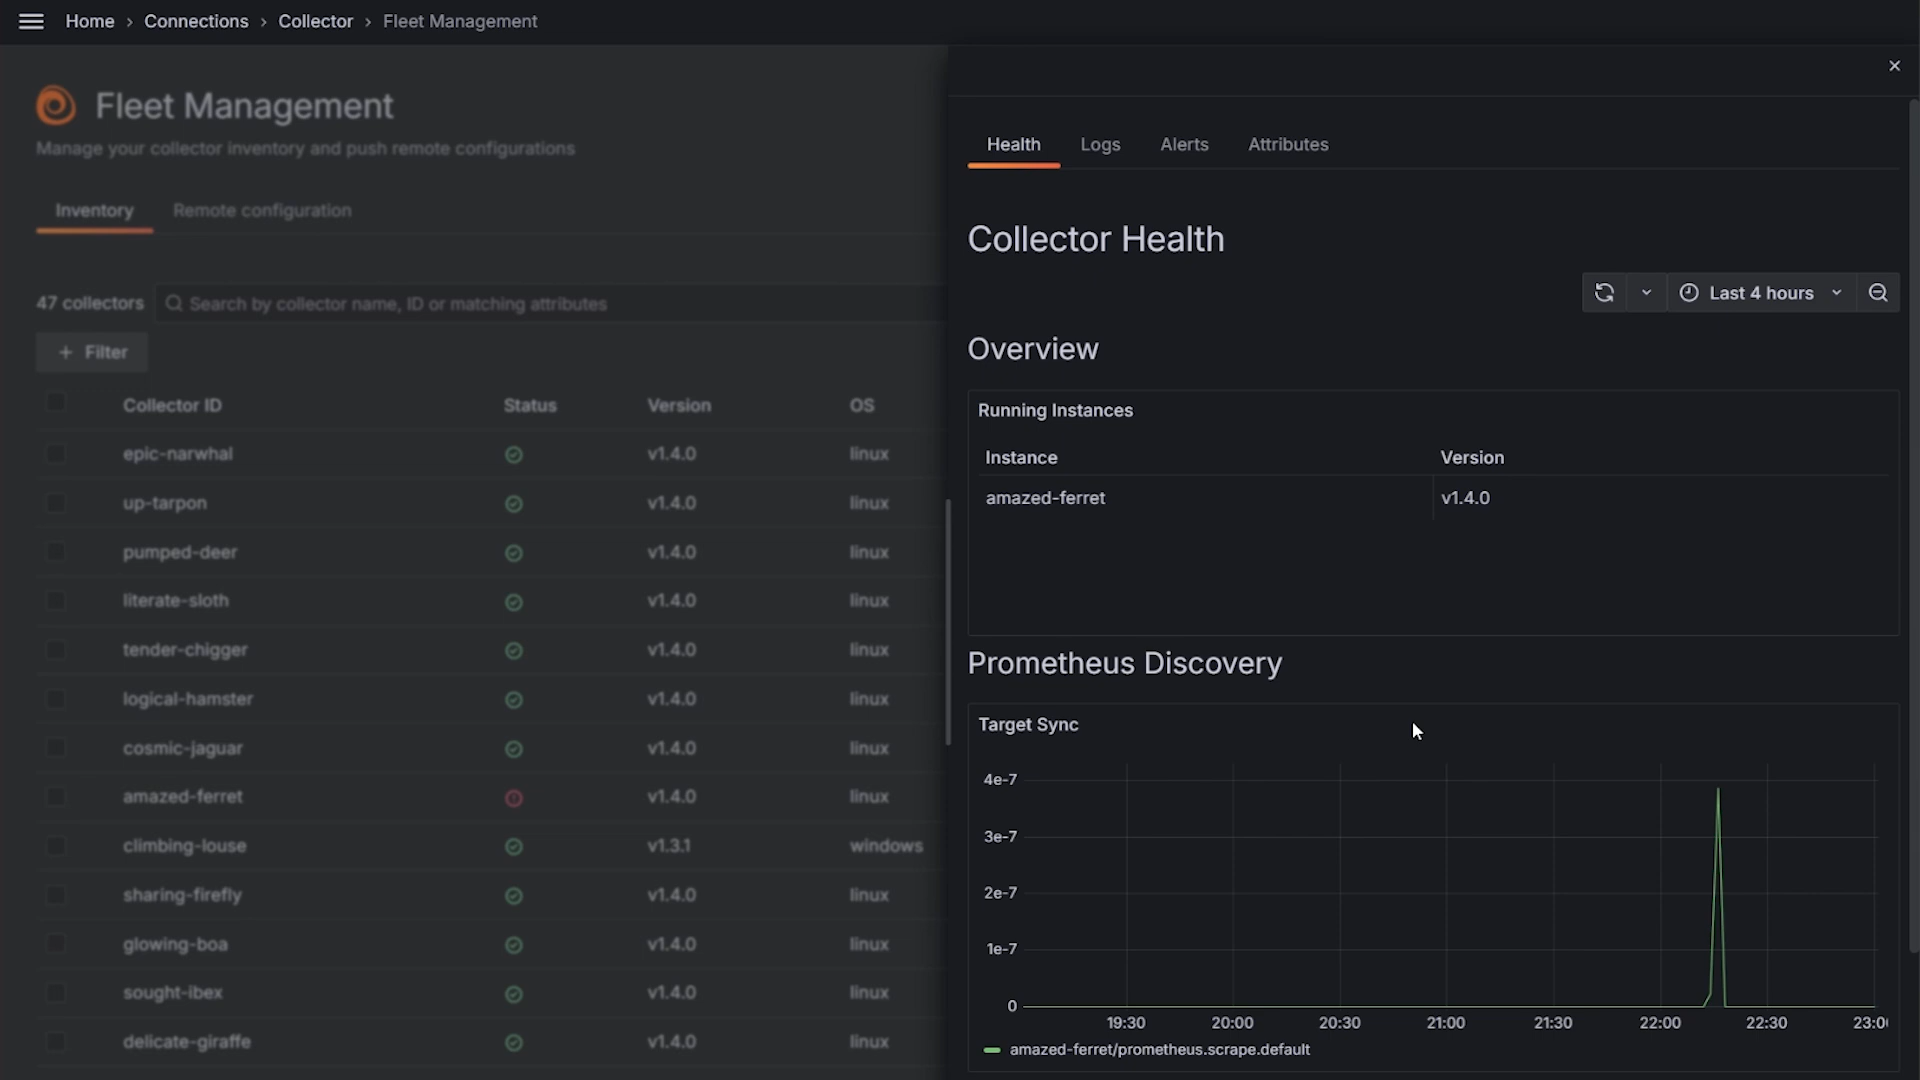 Home › Connections › Collector › Fleet Management
Fleet Management
Manage your collector inventory and push remote configurations
Inventory Remote configuration
47 collectors Search by collector name, ID or matching attributes
+ Filter
Collector ID Status Version OS
epic-narwhal v1.4.0 linux
up-tarpon v1.4.0 linux
pumped-deer v1.4.0 linux
literate-sloth v1.4.0 linux
tender-chigger v1.4.0 linux
logical-hamster v1.4.0 linux
cosmic-jaguar v1.4.0 linux
amazed-ferret v1.4.0 linux
climbing-louse v1.3.1 windows
sharing-firefly v1.4.0 linux
glowing-boa v1.4.0 linux
sought-ibex v1.4.0 linux
delicate-giraffe v1.4.0 linux
Health Logs Alerts Attributes
Collector Health
Last 4 hours
Overview
Running Instances
Instance Version
amazed-ferret v1.4.0
Prometheus Discovery
Target Sync
4e-7
3e-7
2e-7
1e-7
0
19:30 20:00 20:30 21:00 21:30 22:00 22:30 23:0
amazed-ferret/prometheus.scrape.default